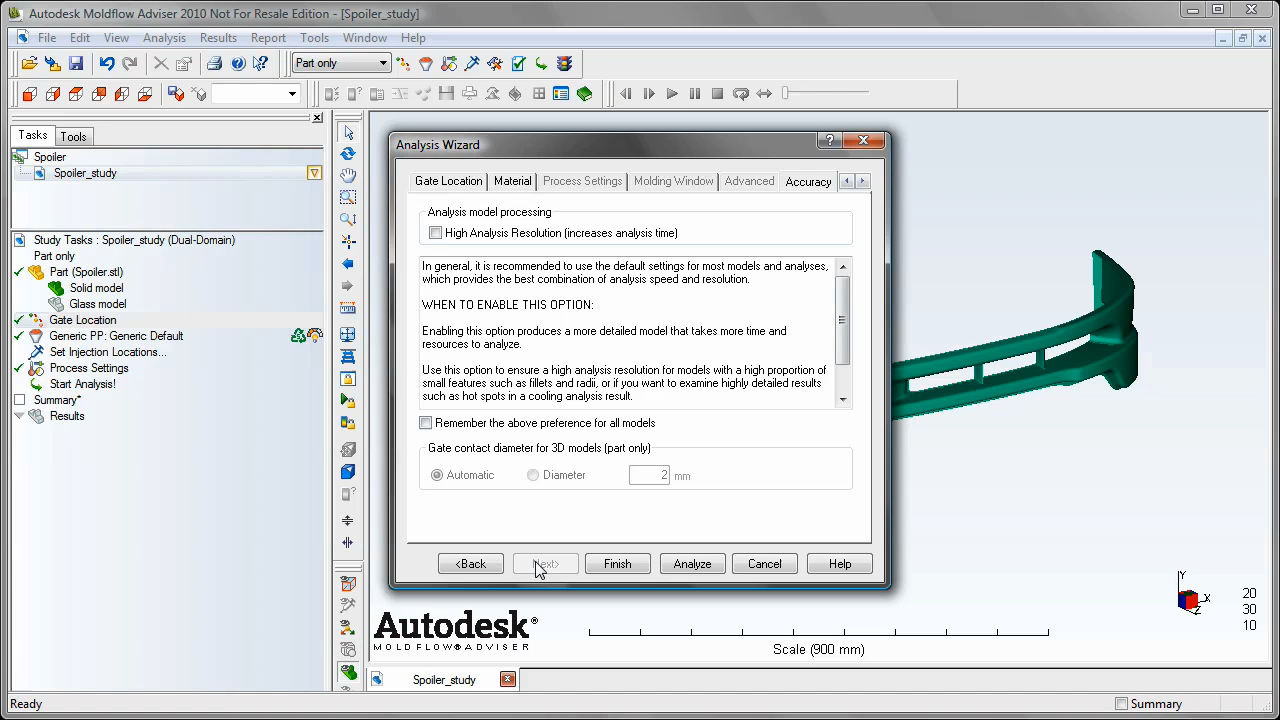 Autodesk Moldflow Adviser 2010 Not For Resale Edition - [Spoiler_study]
File Edit View Analysis Results Report Tools Window Help
Part only
Tasks Tools
Spoiler
Spoiler_study
Study Tasks : Spoiler_study (Dual-Domain)
Part only
Part (Spoiler.stl)
Solid model
Glass model
Gate Location
Generic PP: Generic Default
Set Injection Locations...
Process Settings
Start Analysis!
Summary*
Results
Analysis Wizard
Gate Location Material Process Settings Molding Window Advanced Accuracy
Analysis model processing
High Analysis Resolution (increases analysis time)
In general, it is recommended to use the default settings for most models and analyses,
which provides the best combination of analysis speed and resolution.
WHEN TO ENABLE THIS OPTION:
Enabling this option produces a more detailed model that takes more time and
resources to analyze.
Use this option to ensure a high analysis resolution for models with a high proportion of
small features such as fillets and radii, or if you want to examine highly detailed results
such as hot spots in a cooling analysis result.
Remember the above preference for all models
Gate contact diameter for 3D models (part only)
Automatic Diameter 2 mm
<Back Next> Finish Analyze Cancel Help
Autodesk®
MOLDFLOW®ADVISER
Scale (900 mm)
Y
X
Z
20
30
10
Spoiler_study
Ready
Summary